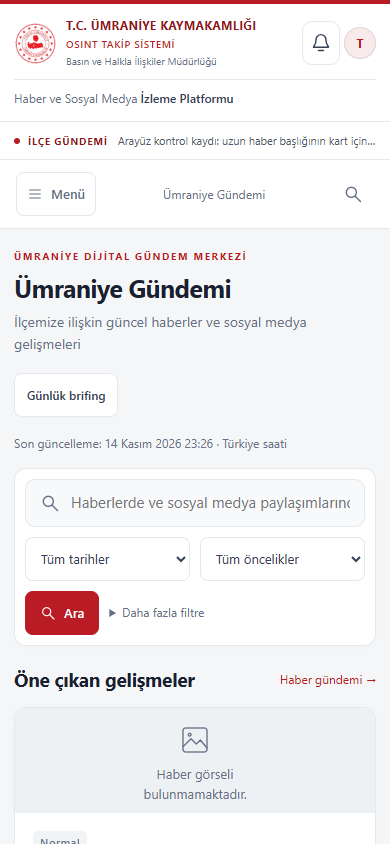 T.C. ÜMRANİYE KAYMAKAMLIĞI
OSINT TAKİP SİSTEMİ
Basın ve Halkla İlişkiler Müdürlüğü
T
Haber ve Sosyal Medya İzleme Platformu
İLÇE GÜNDEMİ Arayüz kontrol kaydı: uzun haber başlığının kart için...
Menü
Ümraniye Gündemi
ÜMRANİYE DİJİTAL GÜNDEM MERKEZİ
Ümraniye Gündemi
İlçemize ilişkin güncel haberler ve sosyal medya
gelişmeleri
Günlük brifing
Son güncelleme: 14 Kasım 2026 23:26 · Türkiye saati
Haberlerde ve sosyal medya paylaşımlarınd
Tüm tarihler
Tüm öncelikler
Ara
Daha fazla filtre
Öne çıkan gelişmeler
Haber gündemi →
Haber görseli
bulunmamaktadır.
Normal